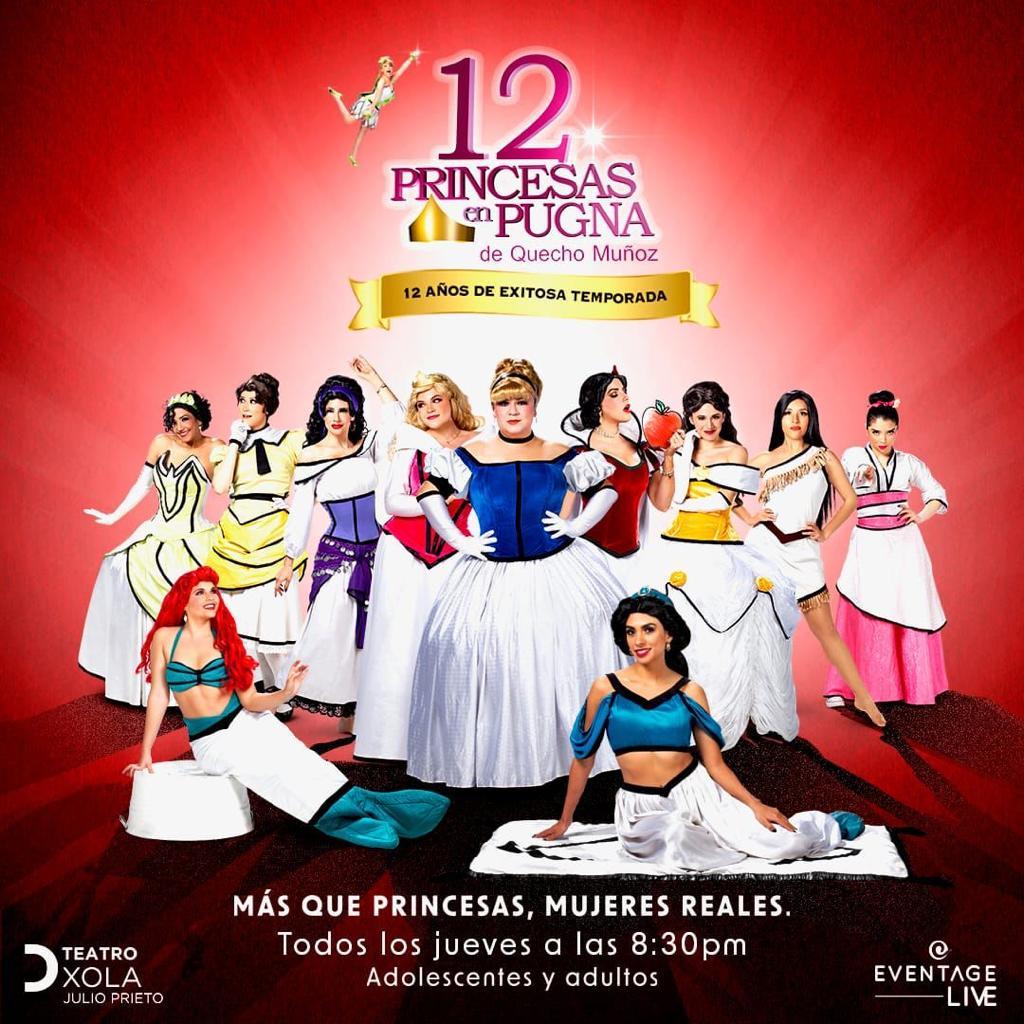 12
PRINCESAS
en PUGNA
de Quecho Muñoz
12 AÑOS DE EXITOSA TEMPORADA
MÁS QUE PRINCESAS, MUJERES REALES.
Todos los jueves a las 8:30pm
Adolescentes y adultos
TEATRO
XOLA
JULIO PRIETO
EVENTAGE
LIVE